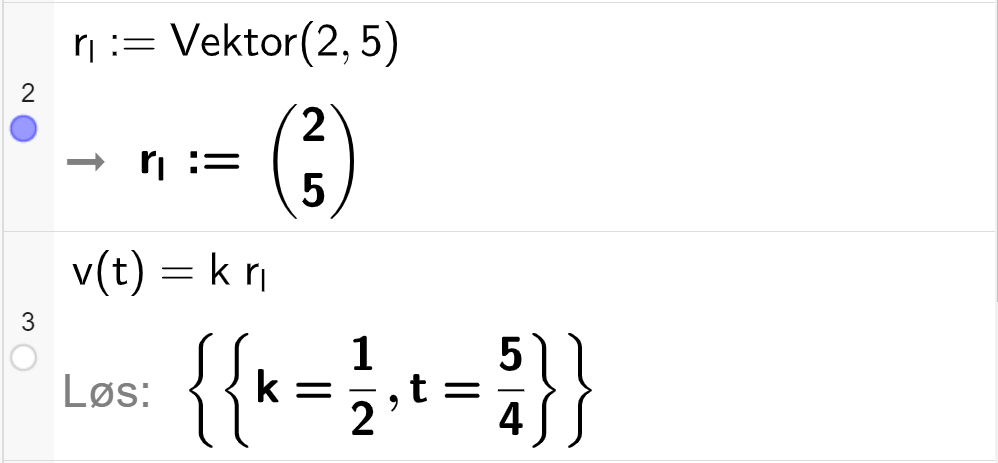 r_l := Vektor(2, 5)
2
→ r_l := (2
5)
v(t) = k r_l
3
Løs: {{k = 1/2, t = 5/4}}